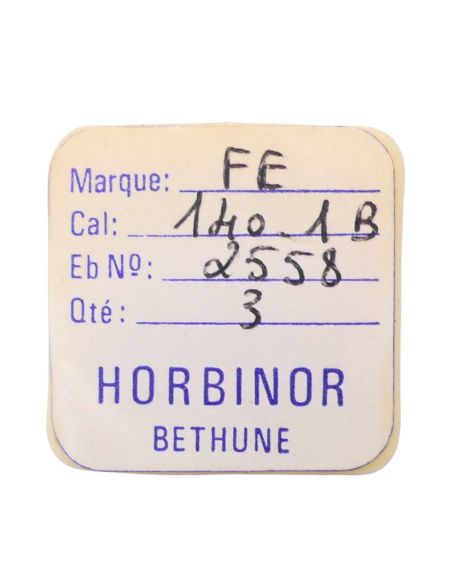 Marque: FE
Cal: 140-1B
Eb Nº: 2558
Qté: 3
HORBINOR
BETHUNE